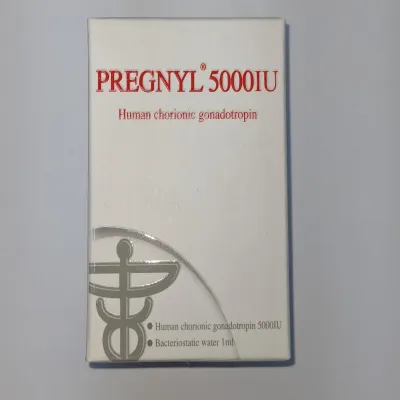 PREGNYL® 5000IU
Human chorionic gonadotropin
● Human chorionic gonadotropin 5000IU
● Bacteriostatic water 1ml